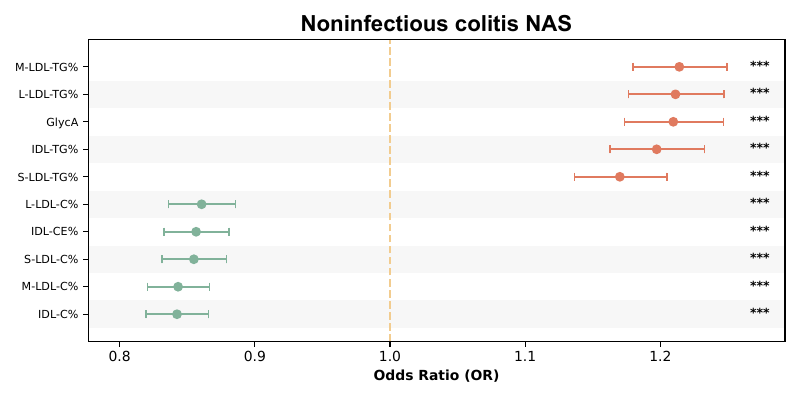 Noninfectious colitis NAS
M-LDL-TG% ***
L-LDL-TG% ***
GlycA ***
IDL-TG% ***
S-LDL-TG% ***
L-LDL-C% ***
IDL-CE% ***
S-LDL-C% ***
M-LDL-C% ***
IDL-C% ***
0.8 0.9 1.0 1.1 1.2
Odds Ratio (OR)